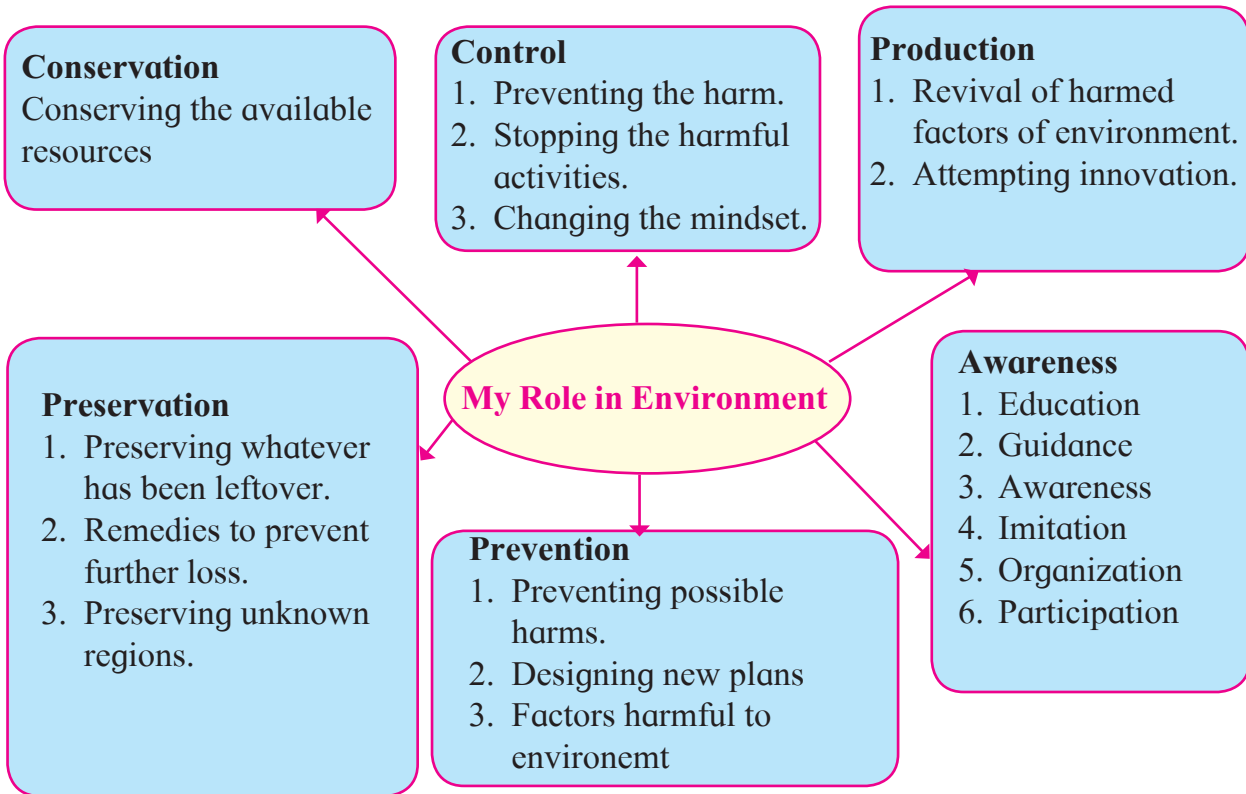 Conservation
Conserving the available
resources
Control
1. Preventing the harm.
2. Stopping the harmful
activities.
3. Changing the mindset.
Production
1. Revival of harmed
factors of environment.
2. Attempting innovation.
My Role in Environment
Preservation
1. Preserving whatever
has been leftover.
2. Remedies to prevent
further loss.
3. Preserving unknown
regions.
Prevention
1. Preventing possible
harms.
2. Designing new plans
3. Factors harmful to
environemt
Awareness
1. Education
2. Guidance
3. Awareness
4. Imitation
5. Organization
6. Participation